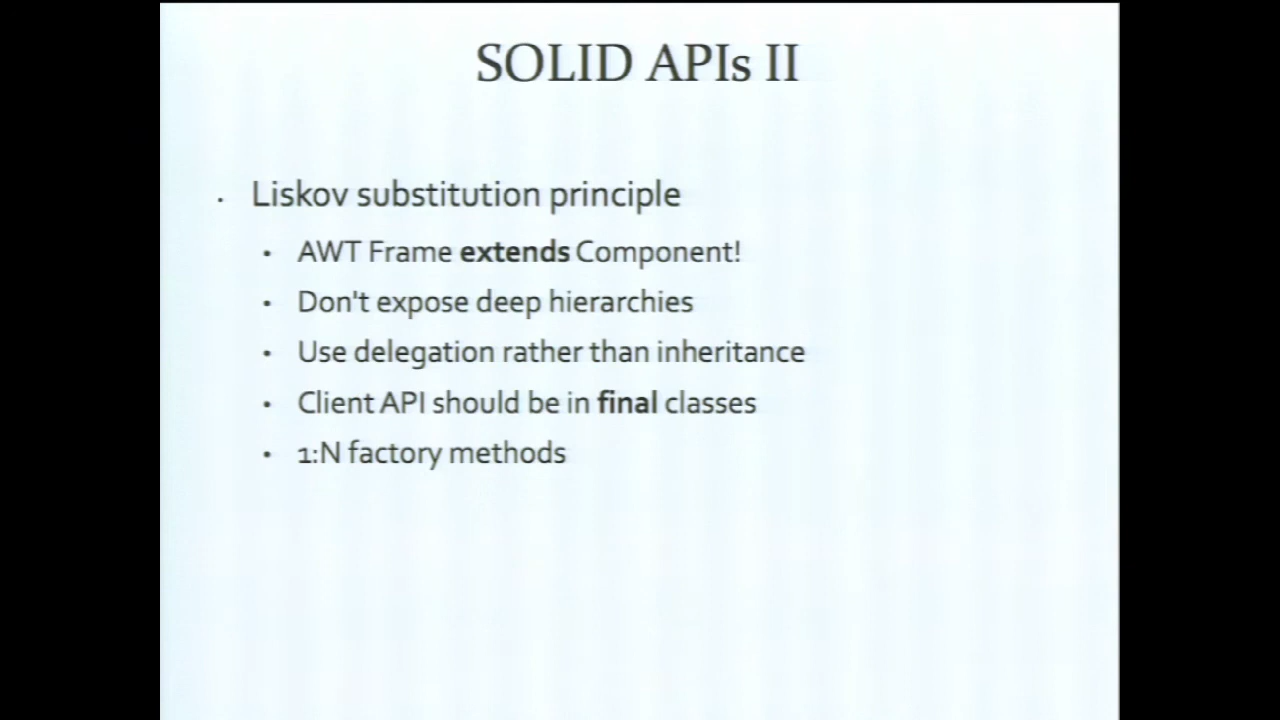 SOLID APIs II
Liskov substitution principle
AWT Frame extends Component!
Don't expose deep hierarchies
Use delegation rather than inheritance
Client API should be in final classes
1:N factory methods